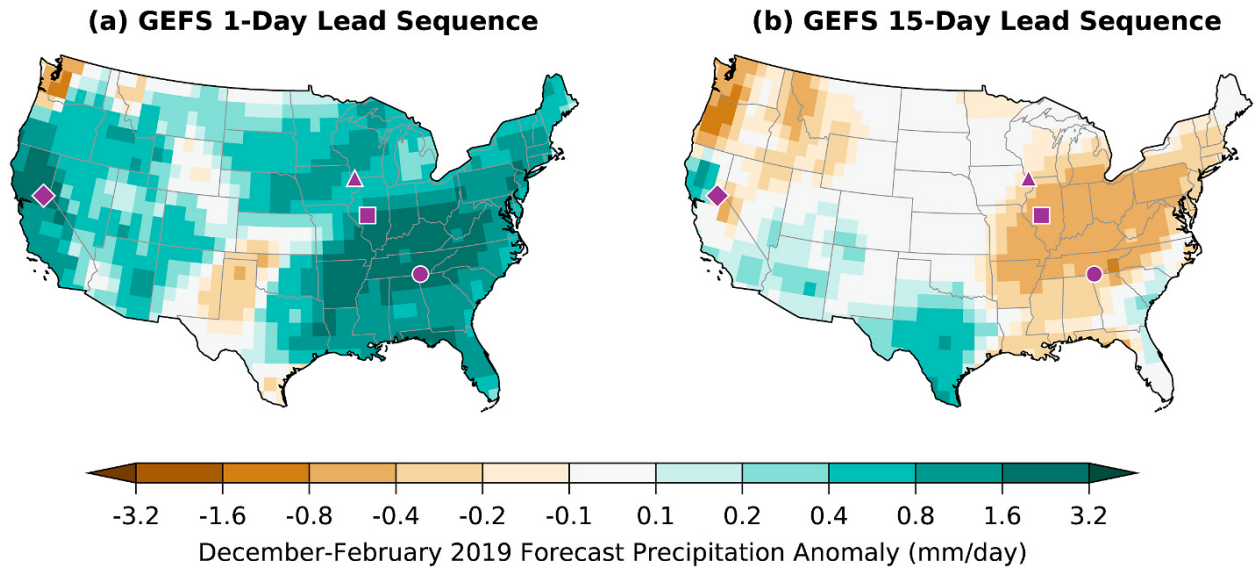 (a) GEFS 1-Day Lead Sequence
(b) GEFS 15-Day Lead Sequence
-3.2 -1.6 -0.8 -0.4 -0.2 -0.1 0.1 0.2 0.4 0.8 1.6 3.2
December-February 2019 Forecast Precipitation Anomaly (mm/day)